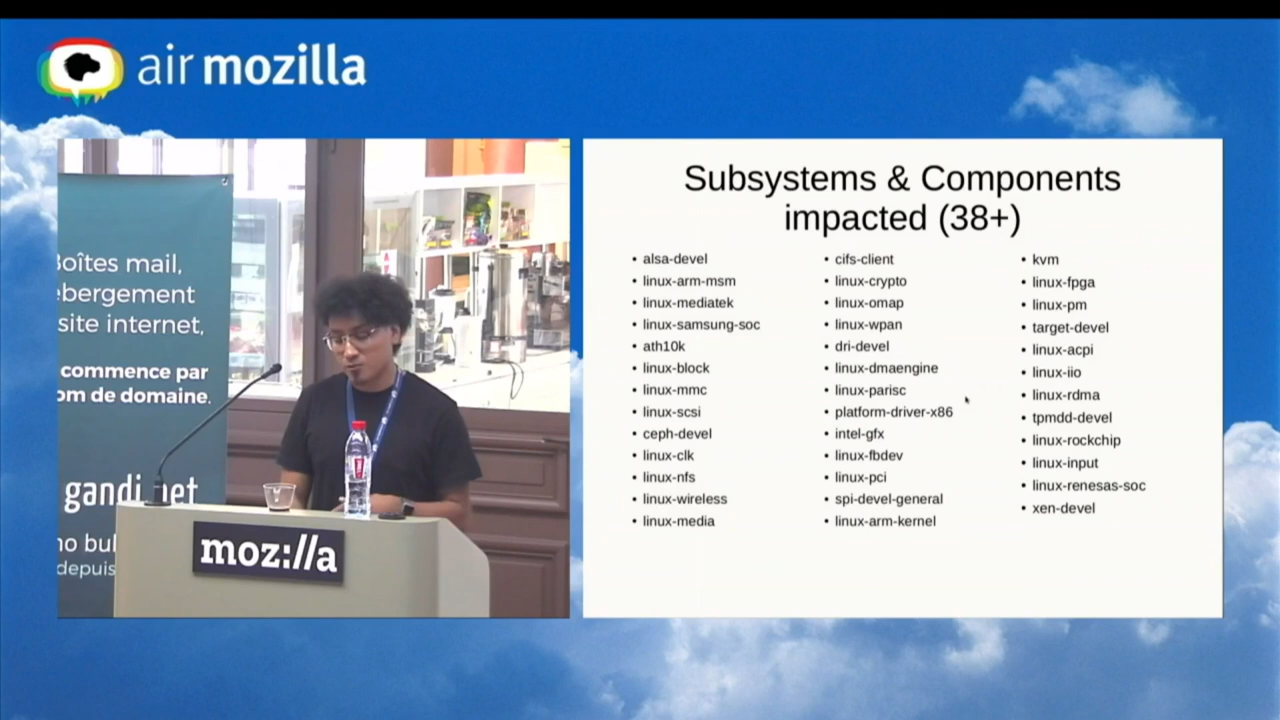 air mozilla
Boîtes mail,
ebergement
site internet,
commence par
om de domaine.
gandi.net
no bul
depuis
moz://a
Subsystems & Components
impacted (38+)
• alsa-devel
• linux-arm-msm
• linux-mediatek
• linux-samsung-soc
• ath10k
• linux-block
• linux-mmc
• linux-scsi
• ceph-devel
• linux-clk
• linux-nfs
• linux-wireless
• linux-media
• cifs-client
• linux-crypto
• linux-omap
• linux-wpan
• dri-devel
• linux-dmaengine
• linux-parisc
• platform-driver-x86
• intel-gfx
• linux-fbdev
• linux-pci
• spi-devel-general
• linux-arm-kernel
• kvm
• linux-fpga
• linux-pm
• target-devel
• linux-acpi
• linux-iio
• linux-rdma
• tpmdd-devel
• linux-rockchip
• linux-input
• linux-renesas-soc
• xen-devel